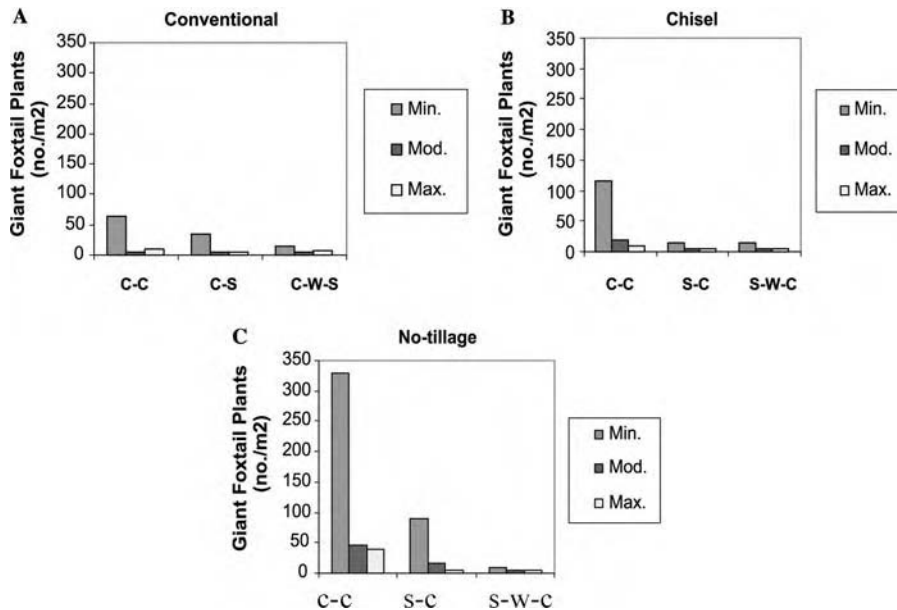 A
Conventional
Giant Foxtail Plants
(no./m2)
350
300
250
200
150
100
50
0
C-C
C-S
C-W-S
Min.
Mod.
Max.
B
Chisel
Giant Foxtail Plants
(no./m2)
350
300
250
200
150
100
50
0
C-C
S-C
S-W-C
Min.
Mod.
Max.
C
No-tillage
Giant Foxtail Plants
(no./m2)
350
300
250
200
150
100
50
0
C-C
S-C
S-W-C
Min.
Mod.
Max.